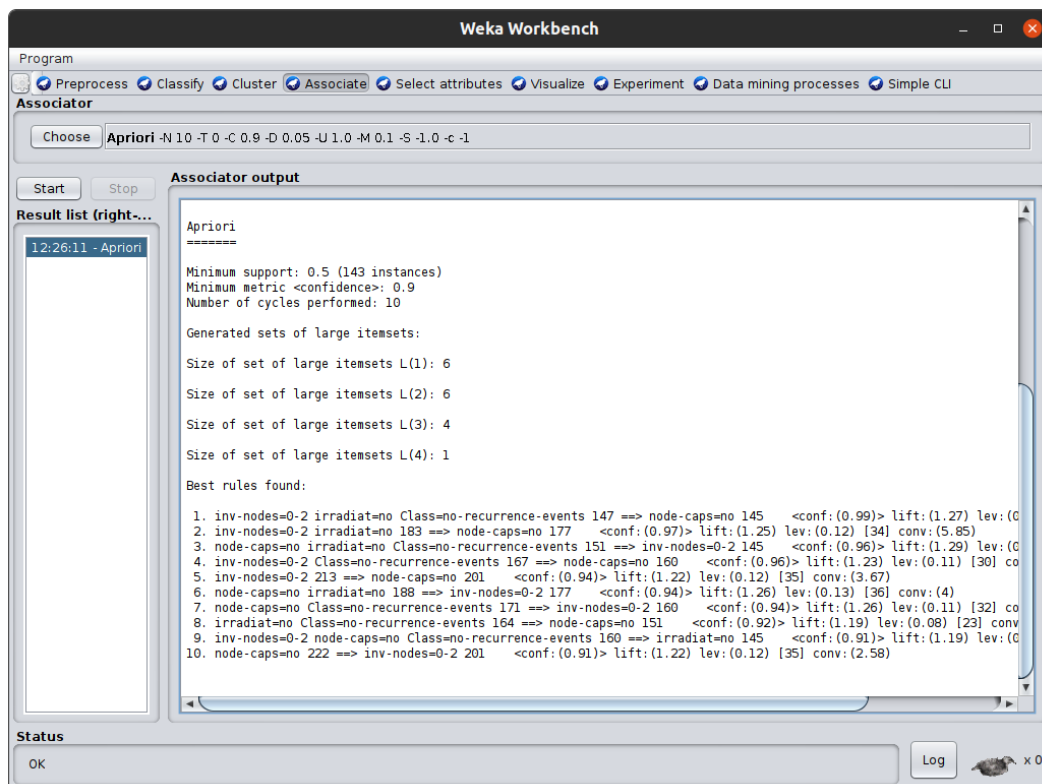 Weka Workbench
Program
Preprocess Classify Cluster Associate Select attributes Visualize Experiment Data mining processes Simple CLI
Associator
Choose Apriori -N 10 -T 0 -C 0.9 -D 0.05 -U 1.0 -M 0.1 -S -1.0 -c -1
Start Stop
Result list (right-...
12:26:11 - Apriori
Associator output
Apriori
=======
Minimum support: 0.5 (143 instances)
Minimum metric <confidence>: 0.9
Number of cycles performed: 10
Generated sets of large itemsets:
Size of set of large itemsets L(1): 6
Size of set of large itemsets L(2): 6
Size of set of large itemsets L(3): 4
Size of set of large itemsets L(4): 1
Best rules found:
1. inv-nodes=0-2 irradiat=no Class=no-recurrence-events 147 ==> node-caps=no 145 <conf:(0.99)> lift:(1.27) lev:(0
2. inv-nodes=0-2 irradiat=no 183 ==> node-caps=no 177 <conf:(0.97)> lift:(1.25) lev:(0.12) [34] conv:(5.85)
3. node-caps=no irradiat=no Class=no-recurrence-events 151 ==> inv-nodes=0-2 145 <conf:(0.96)> lift:(1.29) lev:(0
4. inv-nodes=0-2 Class=no-recurrence-events 167 ==> node-caps=no 160 <conf:(0.96)> lift:(1.23) lev:(0.11) [30] co
5. inv-nodes=0-2 213 ==> node-caps=no 201 <conf:(0.94)> lift:(1.22) lev:(0.12) [35] conv:(3.67)
6. node-caps=no irradiat=no 188 ==> inv-nodes=0-2 177 <conf:(0.94)> lift:(1.26) lev:(0.13) [36] conv:(4)
7. node-caps=no Class=no-recurrence-events 171 ==> inv-nodes=0-2 160 <conf:(0.94)> lift:(1.26) lev:(0.11) [32] co
8. irradiat=no Class=no-recurrence-events 164 ==> node-caps=no 151 <conf:(0.92)> lift:(1.19) lev:(0.08) [23] conv
9. inv-nodes=0-2 node-caps=no Class=no-recurrence-events 160 ==> irradiat=no 145 <conf:(0.91)> lift:(1.19) lev:(0
10. node-caps=no 222 ==> inv-nodes=0-2 201 <conf:(0.91)> lift:(1.22) lev:(0.12) [35] conv:(2.58)
Status
OK
Log
x 0